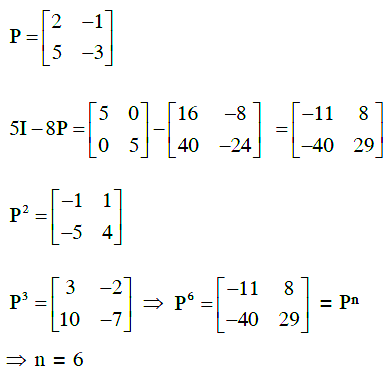 P = [2 −1; 5 −3]
5I − 8P = [5 0; 0 5] − [16 −8; 40 −24] = [−11 8; −40 29]
P² = [−1 1; −5 4]
P³ = [3 −2; 10 −7] ⇒ P⁶ = [−11 8; −40 29] = Pⁿ
⇒ n = 6